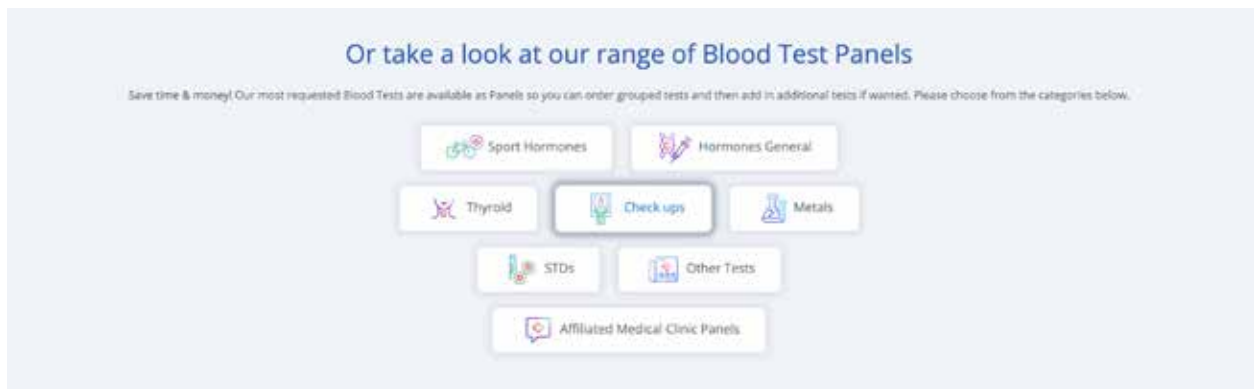 Or take a look at our range of Blood Test Panels
Save time & money! Our most requested Blood Tests are available as Panels so you can order grouped tests and then add in additional tests if wanted. Please choose from the categories below.
Sport Hormones
Hormones General
Thyroid
Check ups
Metals
STDs
Other Tests
Affiliated Medical Clinic Panels